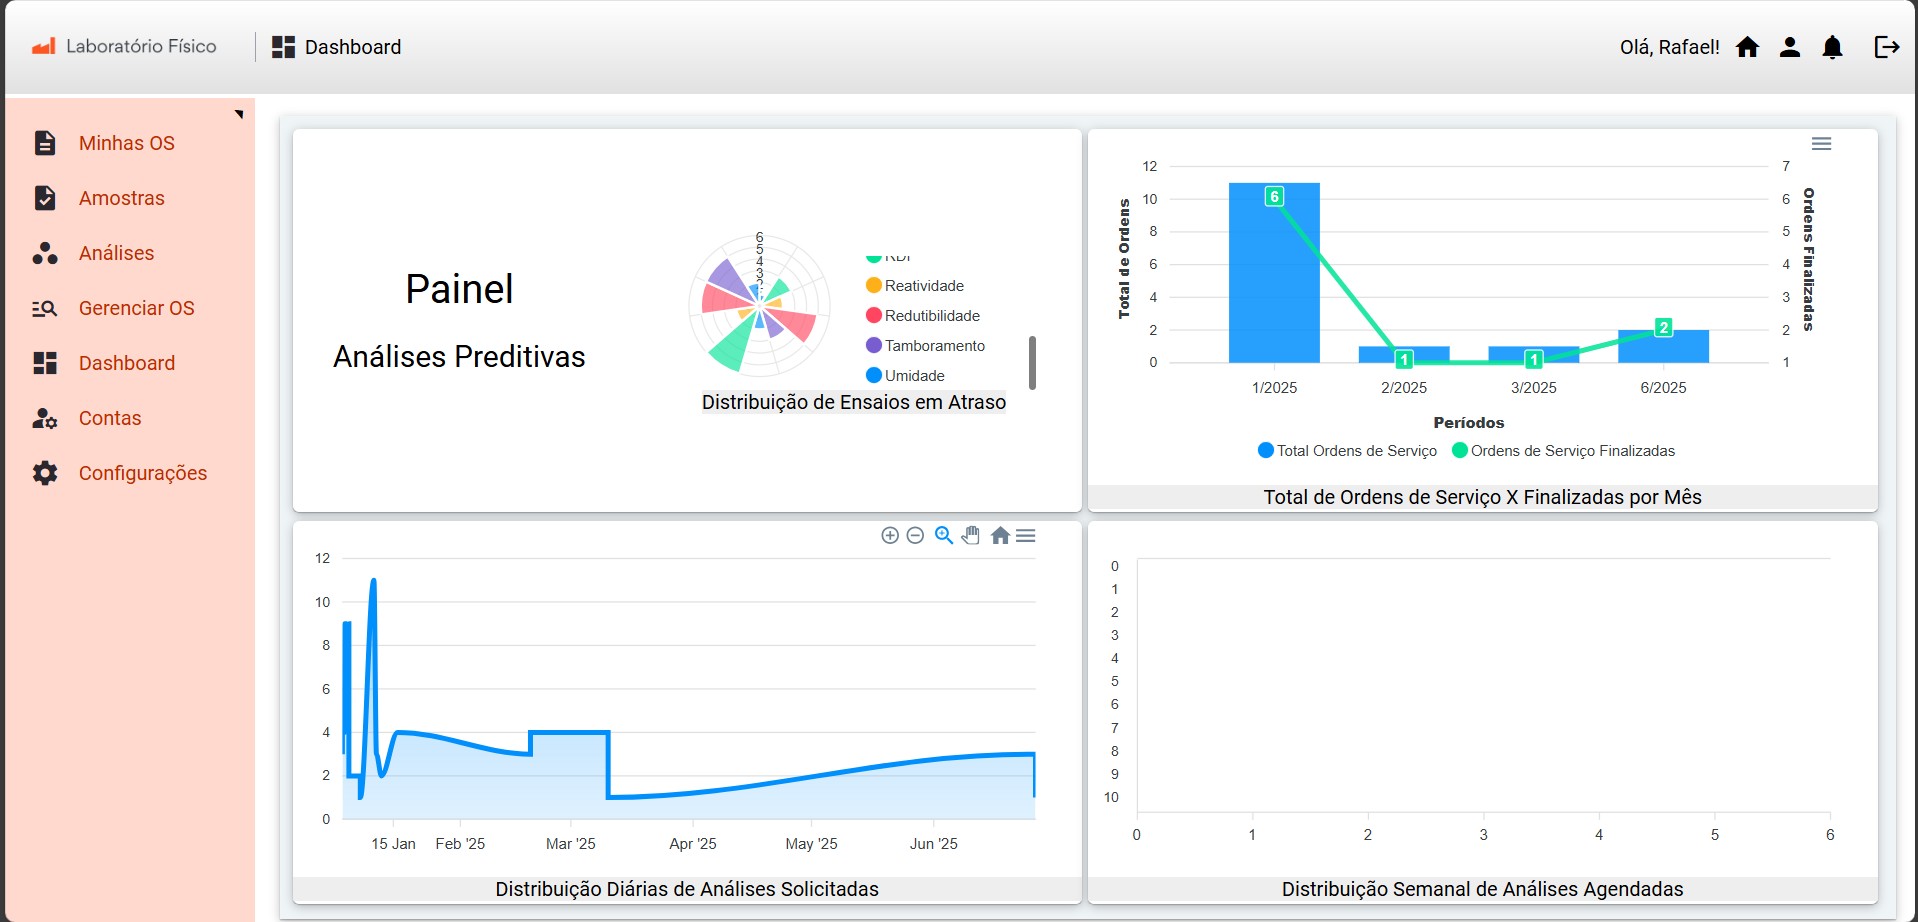 Laboratório Físico
Dashboard
Olá, Rafael!
Minhas OS
Amostras
Análises
Gerenciar OS
Dashboard
Contas
Configurações
Painel
Análises Preditivas
6
5
4
3
2
RDI
Reatividade
Redutibilidade
Tamboramento
Umidade
Distribuição de Ensaios em Atraso
Total de Ordens
12
10
8
6
4
2
0
6
1
1
2
7
6
5
4
3
2
1
Ordens Finalizadas
1/2025 2/2025 3/2025 6/2025
Períodos
Total Ordens de Serviço Ordens de Serviço Finalizadas
Total de Ordens de Serviço X Finalizadas por Mês
12
10
8
6
4
2
0
15 Jan Feb '25 Mar '25 Apr '25 May '25 Jun '25
Distribuição Diárias de Análises Solicitadas
0
1
2
3
4
5
6
7
8
9
10
0 1 2 3 4 5 6
Distribuição Semanal de Análises Agendadas